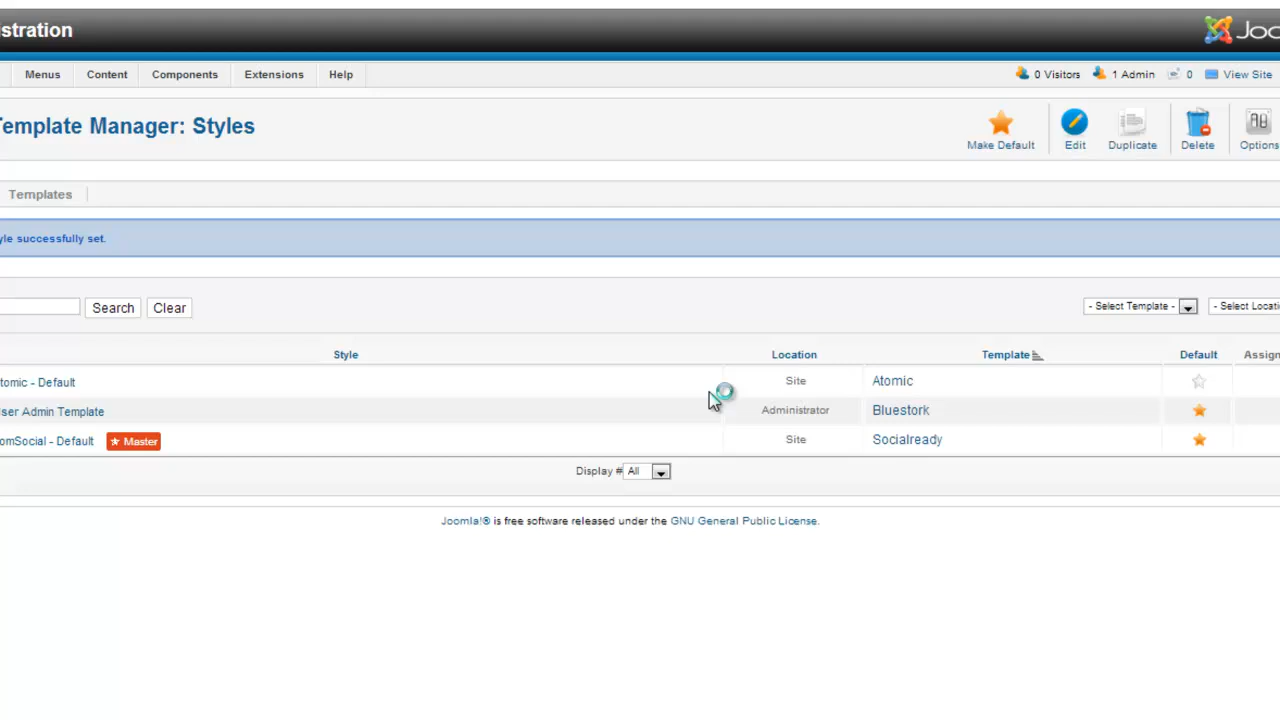 istration
Joo
Menus Content Components Extensions Help 0 Visitors 1 Admin 0 View Site
Template Manager: Styles
Make Default Edit Duplicate Delete Options
Templates
yle successfully set.
Search Clear - Select Template - - Select Locati
Style Location Template Default Assign
tomic - Default Site Atomic
ser Admin Template Administrator Bluestork
omSocial - Default Master Site Socialready
Display # All
Joomla!® is free software released under the GNU General Public License.